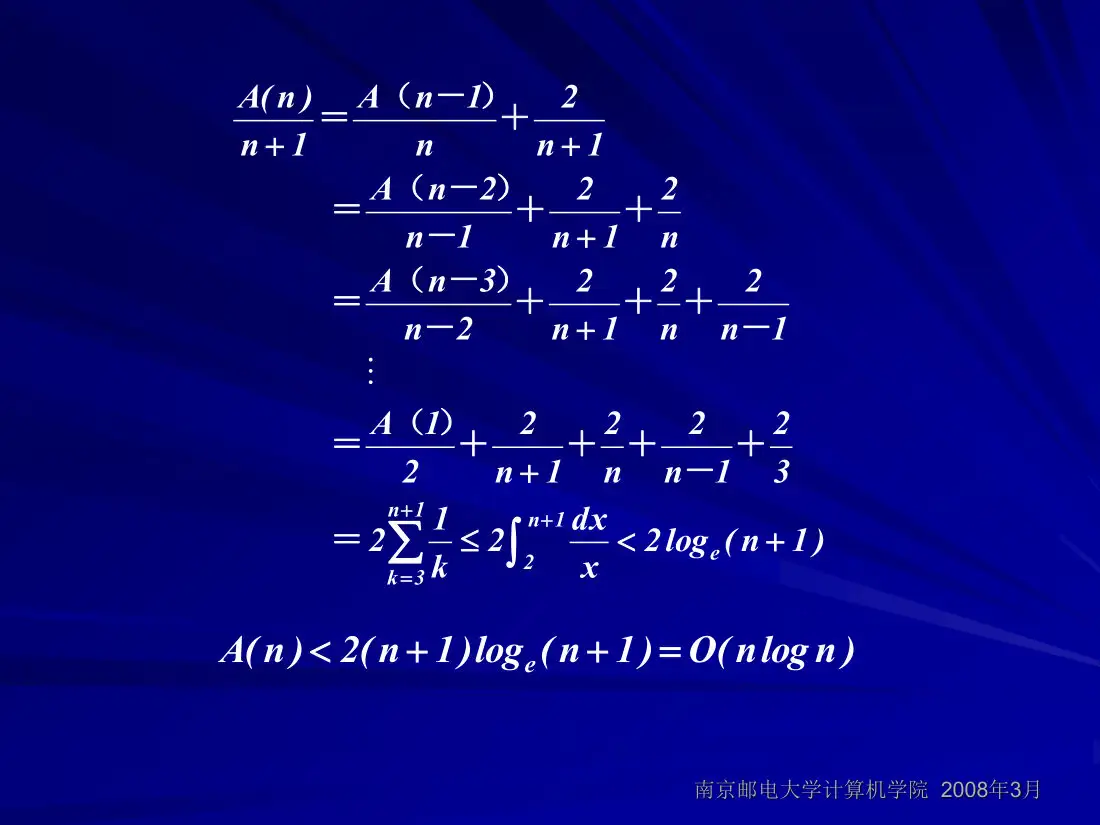 A(n)/(n+1) = A(n-1)/n + 2/(n+1)
= A(n-2)/(n-1) + 2/(n+1) + 2/n
= A(n-3)/(n-2) + 2/(n+1) + 2/n + 2/(n-1)
⋮
= A(1)/2 + 2/(n+1) + 2/n + 2/(n-1) + 2/3
= 2∑_{k=3}^{n+1} 1/k ≤ 2∫_2^{n+1} dx/x < 2log_e(n+1)
A(n) < 2(n+1)log_e(n+1) = O(nlog n)
南京邮电大学计算机学院 2008年3月